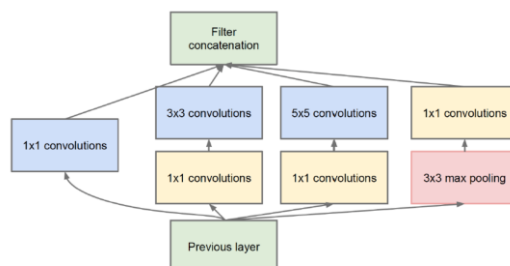 Filter
concatenation
3x3 convolutions
5x5 convolutions
1x1 convolutions
1x1 convolutions
1x1 convolutions
1x1 convolutions
3x3 max pooling
Previous layer